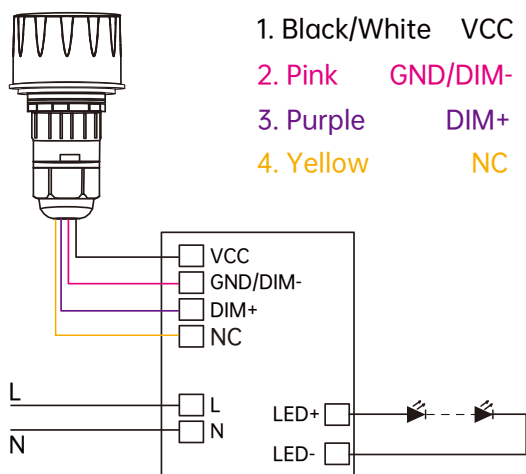 1. Black/White VCC
2. Pink GND/DIM-
3. Purple DIM+
4. Yellow NC
VCC
GND/DIM-
DIM+
NC
L
L
N
N
LED+
LED-